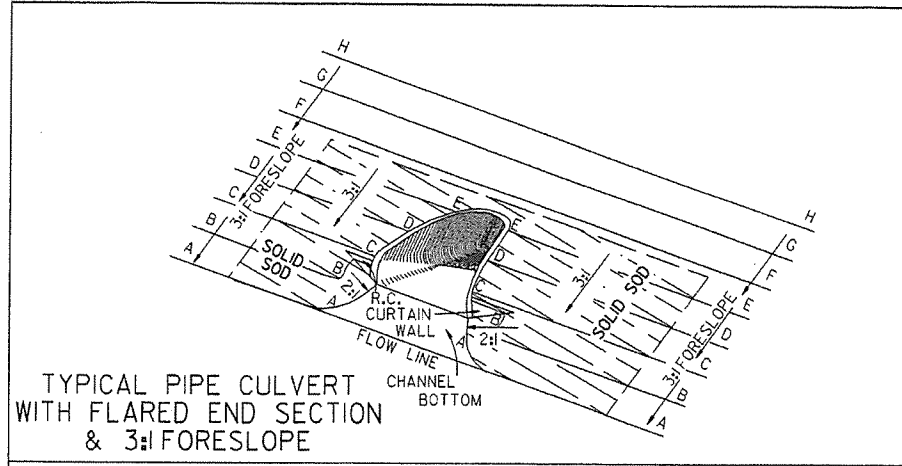 H
G
F
E
D
C
B
A
3:1 FORESLOPE
3:1
SOLID
SOD
2:1
A
B
C
D
E
E
D
C
B
A
R.C.
CURTAIN
WALL
2:1
FLOW LINE
CHANNEL
BOTTOM
3:1
SOLID SOD
3:1 FORESLOPE
H
G
F
E
D
C
B
A
TYPICAL PIPE CULVERT
WITH FLARED END SECTION
& 3:1 FORESLOPE